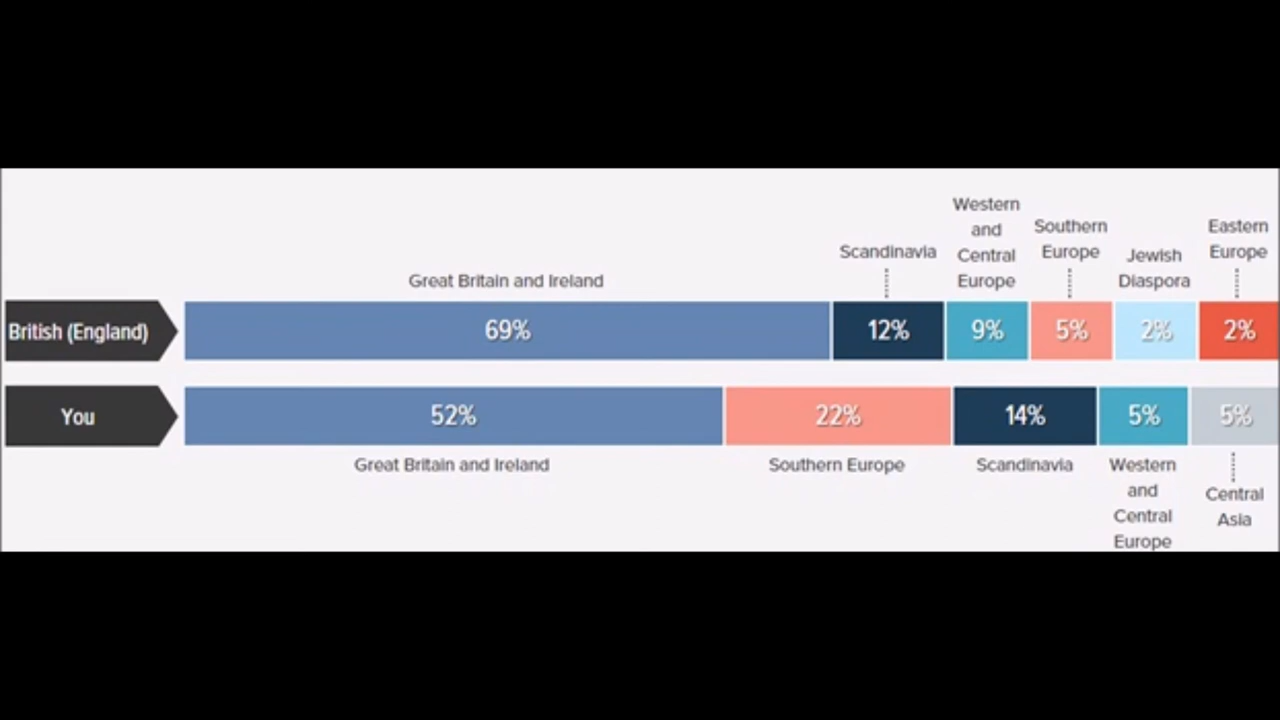 Great Britain and Ireland
Scandinavia
Western
and
Central
Europe
Southern
Europe
Jewish
Diaspora
Eastern
Europe
British (England)
69%
12%
9%
5%
2%
2%
You
52%
22%
14%
5%
5%
Great Britain and Ireland
Southern Europe
Scandinavia
Western
and
Central
Europe
Central
Asia